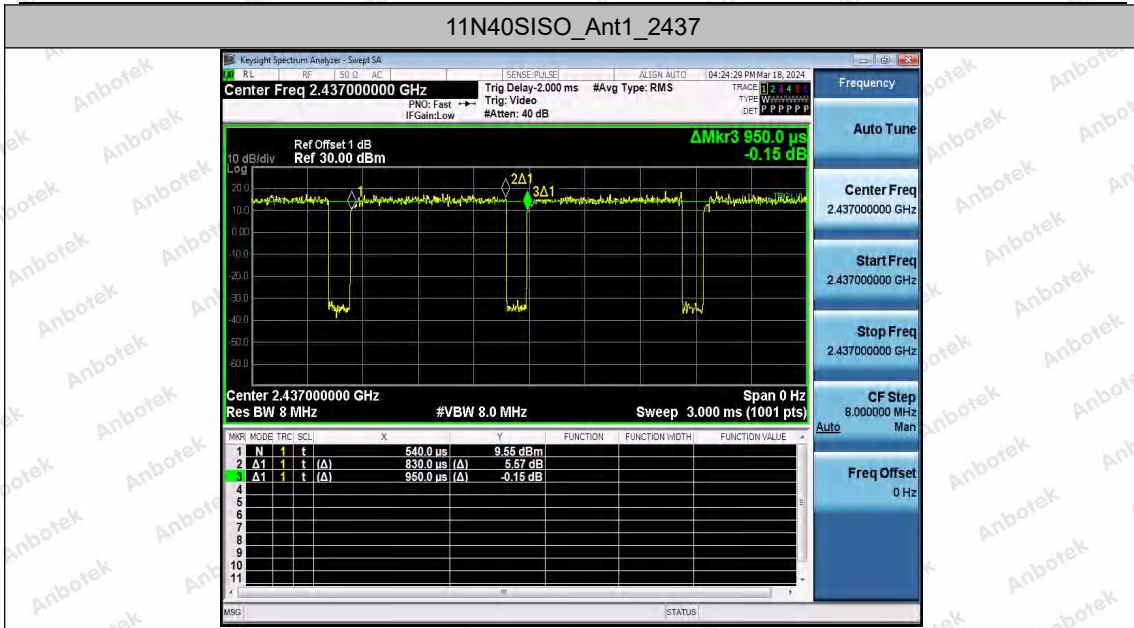 11N40SISO_Ant1_2437
Keysight Spectrum Analyzer - Swept SA
RL RF 50 Ω AC SENSE:PULSE ALIGN AUTO 04:24:29 PM Mar 18, 2024
Center Freq 2.437000000 GHz
PNO: Fast
IFGain:Low
Trig Delay-2.000 ms
Trig: Video
#Atten: 40 dB
#Avg Type: RMS
TRACE 1 2 3 4 5 6
TYPE WWWWWW
DET P P P P P P
Frequency
Auto Tune
Center Freq
2.437000000 GHz
Start Freq
2.437000000 GHz
Stop Freq
2.437000000 GHz
CF Step
8.000000 MHz
Auto Man
Freq Offset
0 Hz
ΔMkr3 950.0 µs
-0.15 dB
Ref Offset 1 dB
10 dB/div Ref 30.00 dBm
Log
20.0
10.0
0.00
-10.0
-20.0
-30.0
-40.0
-50.0
-60.0
1
2Δ1
3Δ1
Center 2.437000000 GHz Span 0 Hz
Res BW 8 MHz #VBW 8.0 MHz Sweep 3.000 ms (1001 pts)
MKR MODE TRC SCL X Y FUNCTION FUNCTION WIDTH FUNCTION VALUE
1 N 1 t 540.0 µs 9.55 dBm
2 Δ1 1 t (Δ) 830.0 µs (Δ) 5.57 dB
3 Δ1 1 t (Δ) 950.0 µs (Δ) -0.15 dB
4
5
6
7
8
9
10
11
MSG STATUS
Anbotek